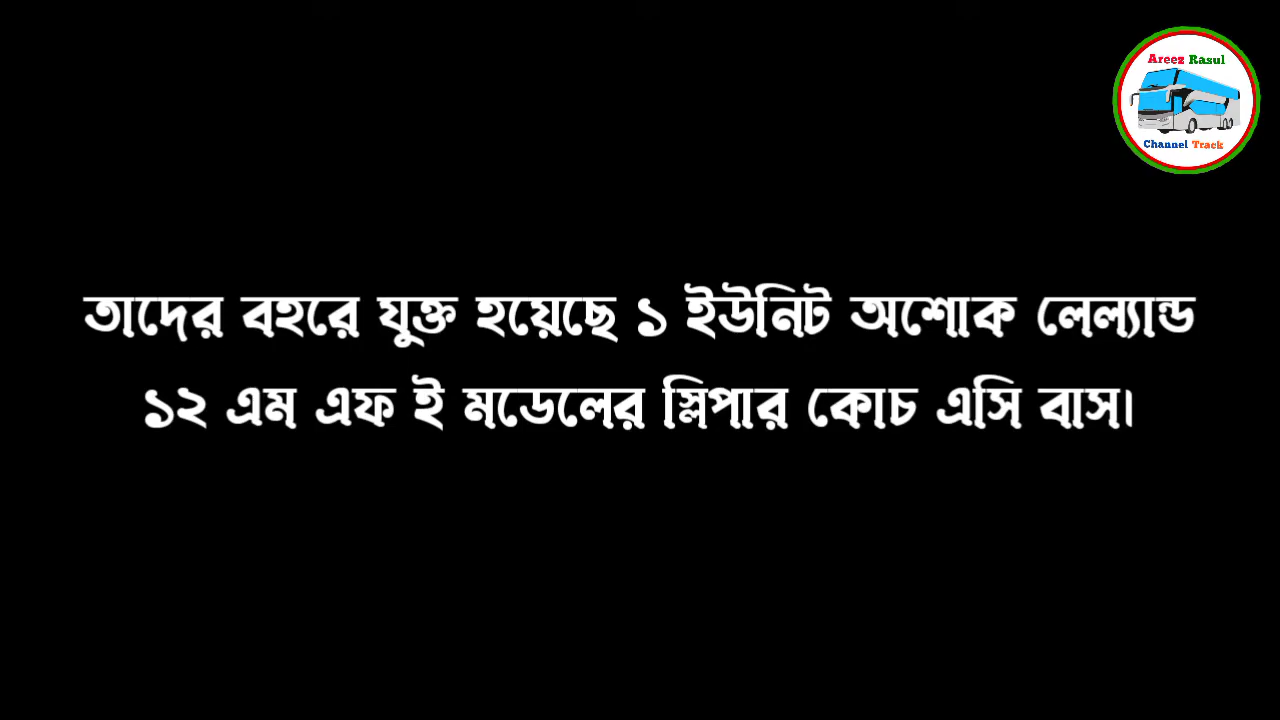 Areez Rasul
Channel Track
তাদের বহরে যুক্ত হয়েছে ১ ইউনিট অশোক লেল্যান্ড
১২ এম এফ ই মডেলের স্লিপার কোচ এসি বাস।